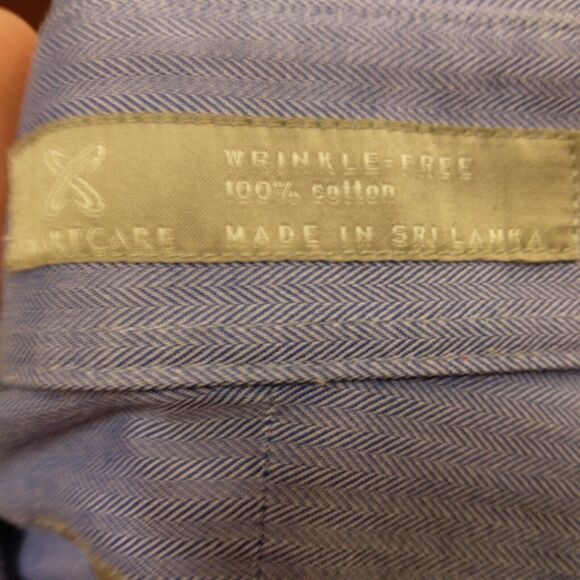 WRINKLE-FREE
100% cotton
MADE IN SRI LANKA